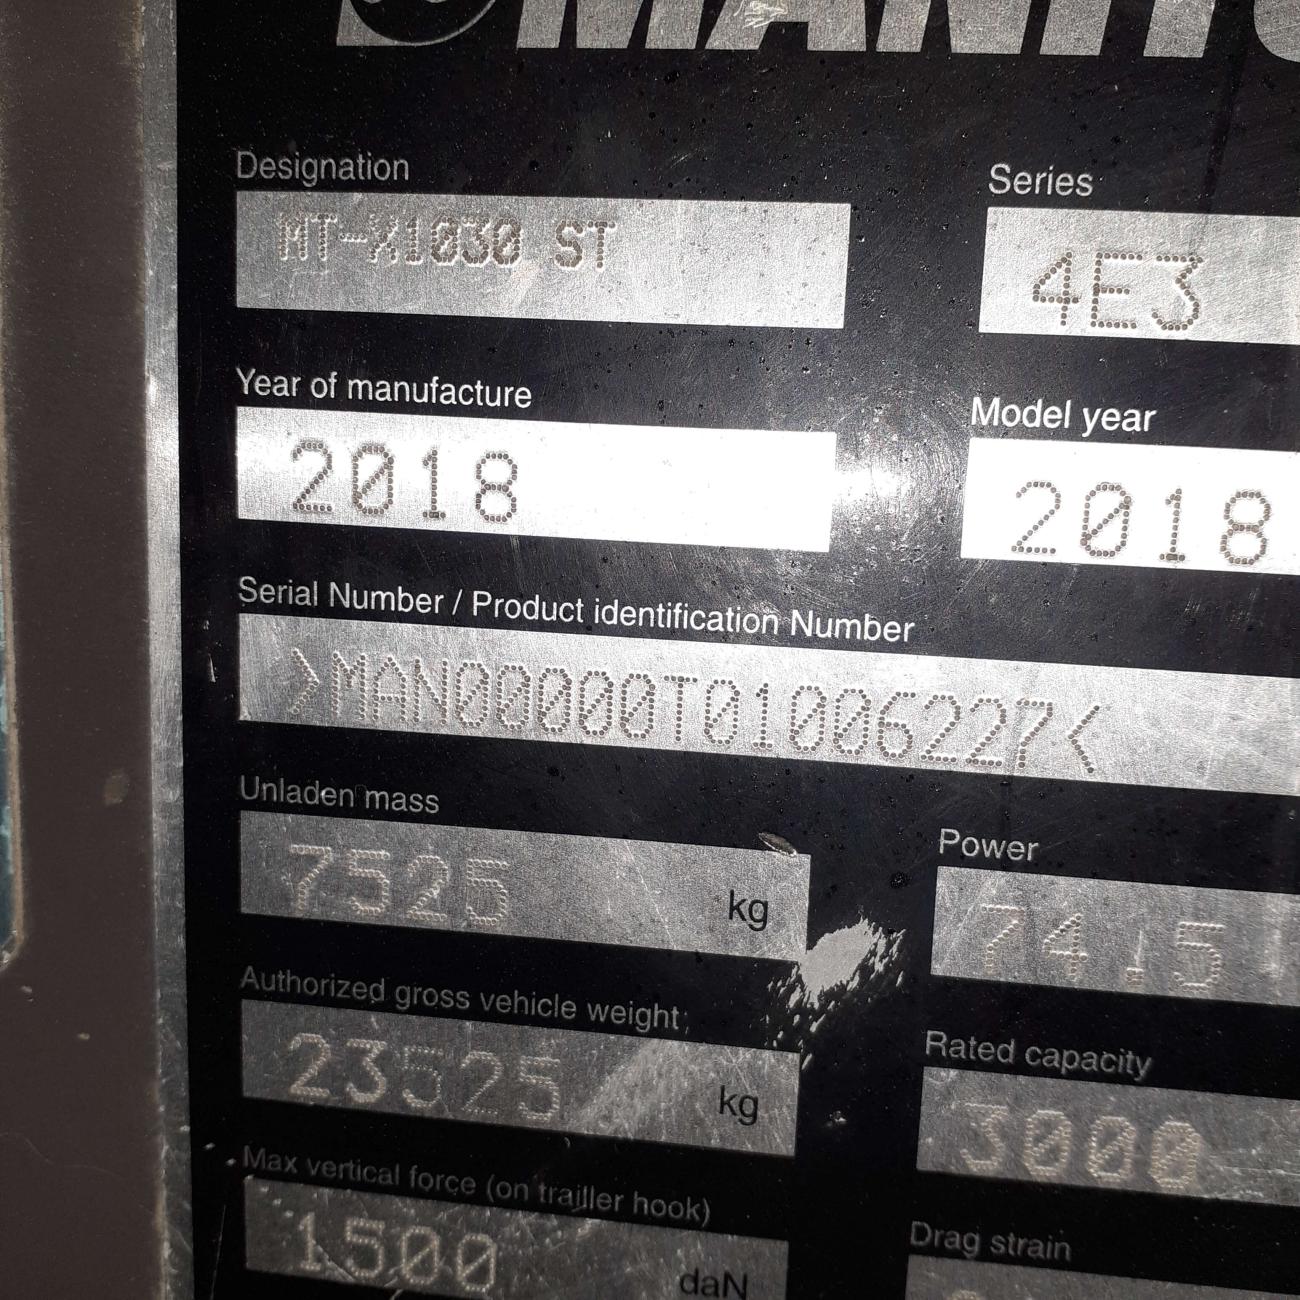 MANITO
Designation Series
MT-X1030 ST 4E3
Year of manufacture Model year
2018 2018
Serial Number / Product identification Number
>MAN00000T01006227<
Unladen mass Power
7525 kg 74.5
Authorized gross vehicle weight Rated capacity
23525 kg 3000
Max vertical force (on trailler hook) Drag strain
1500 daN